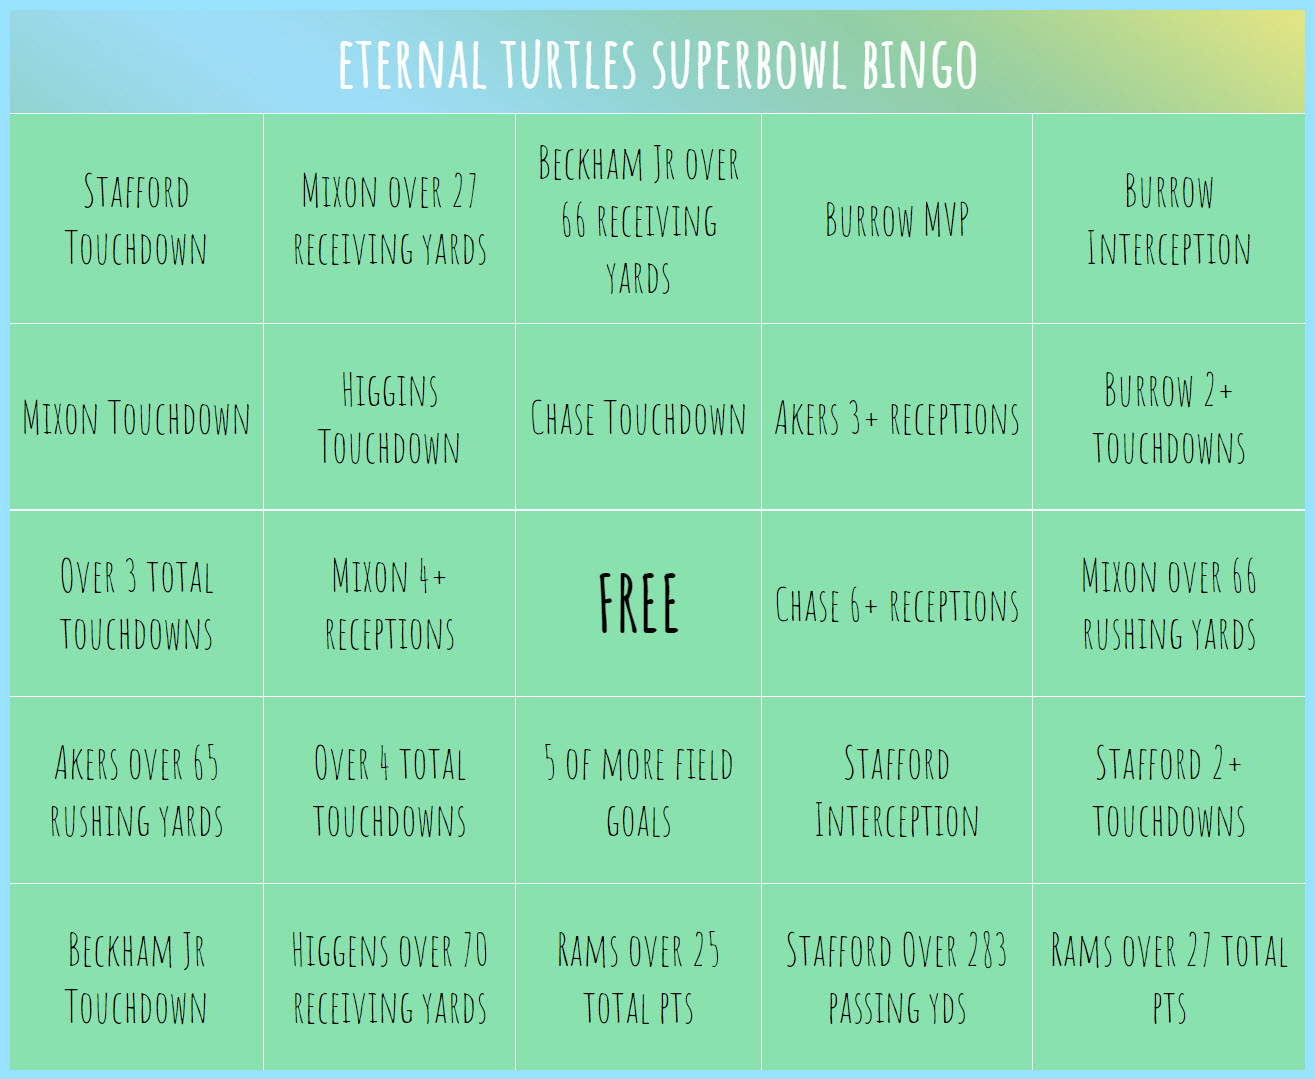 ETERNAL TURTLES SUPERBOWL BINGO
Stafford
Touchdown
Mixon over 27
receiving yards
Beckham Jr over
66 receiving
yards
Burrow MVP
Burrow
Interception
Mixon Touchdown
Higgins
Touchdown
Chase Touchdown
Akers 3+ receptions
Burrow 2+
touchdowns
Over 3 total
touchdowns
Mixon 4+
receptions
FREE
Chase 6+ receptions
Mixon over 66
rushing yards
Akers over 65
rushing yards
Over 4 total
touchdowns
5 of more field
goals
Stafford
Interception
Stafford 2+
touchdowns
Beckham Jr
Touchdown
Higgens over 70
receiving yards
Rams over 25
total pts
Stafford Over 283
passing yds
Rams over 27 total
pts